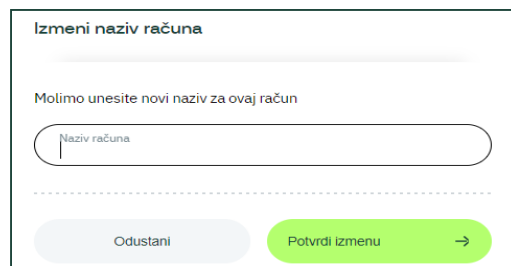 Izmeni naziv računa
Molimo unesite novi naziv za ovaj račun
Naziv računa
Odustani
Potvrdi izmenu